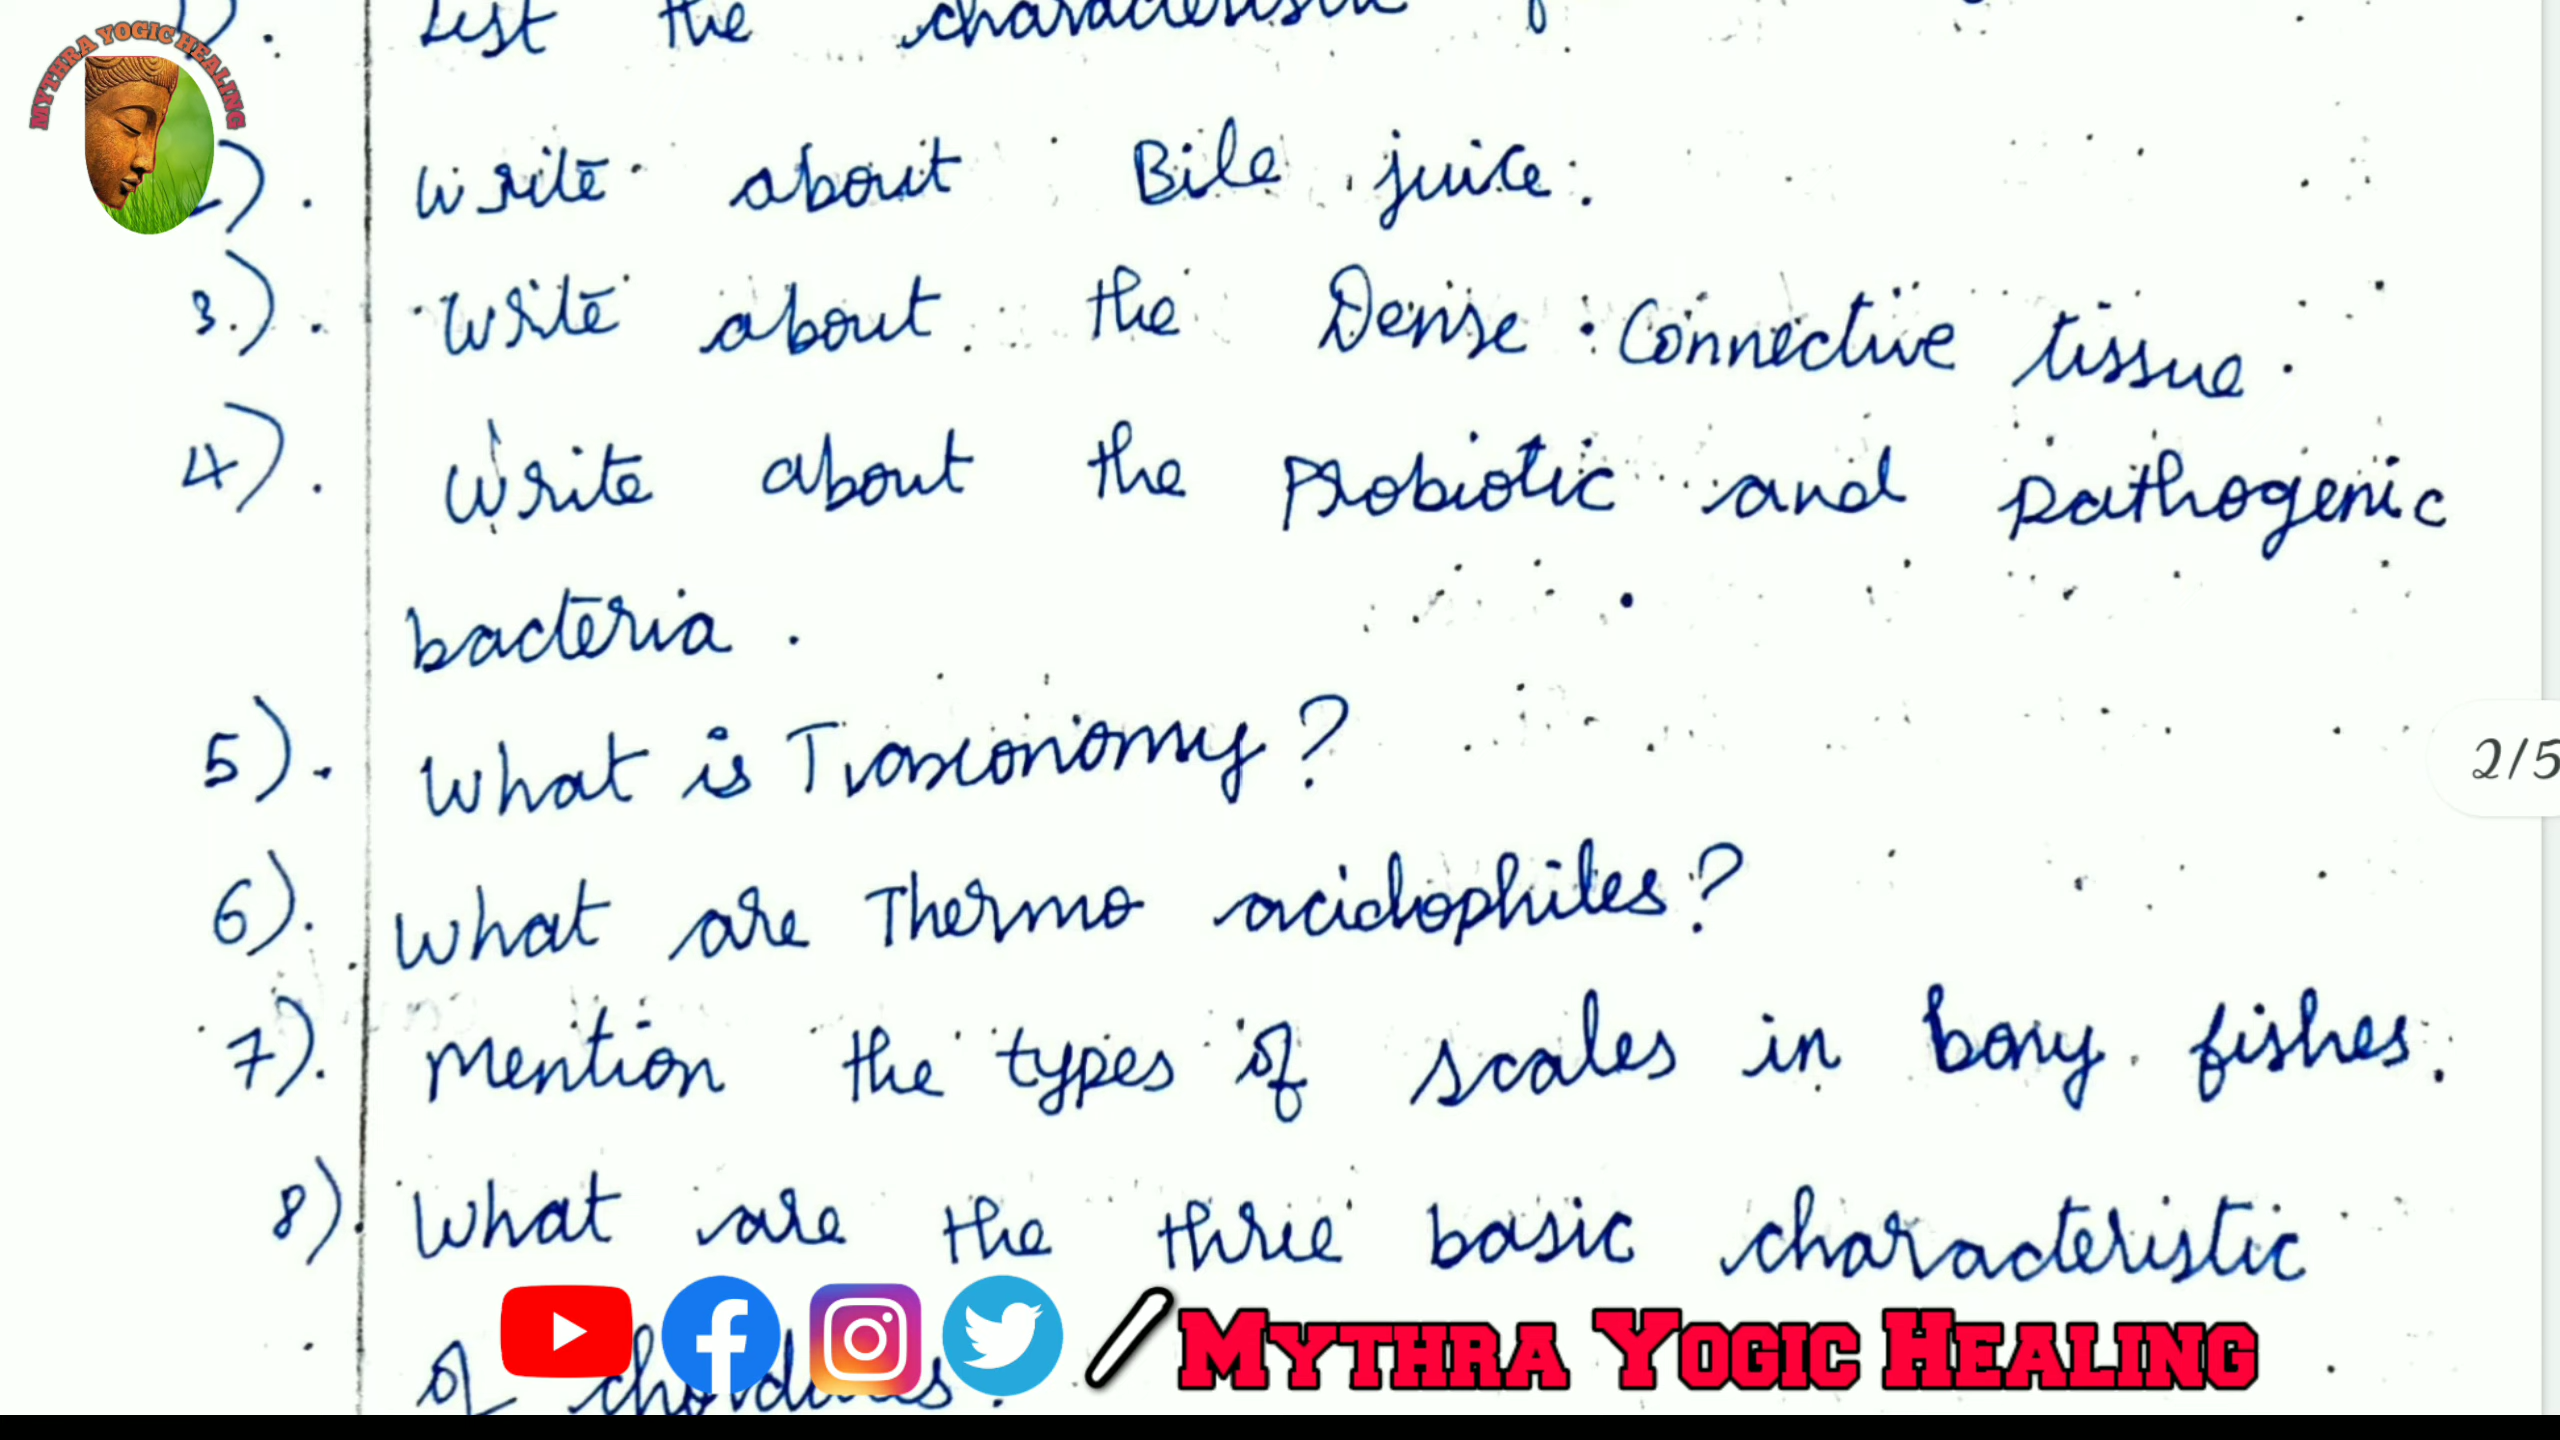 MYTHRA YOGIC HEALING
List the characteristic
2). Write about Bile juice.
3.). Write about the Dense Connective tissue.
4). Write about the Probiotic and pathogenic
bacteria.
5). What is Taxonomy?
6). What are Thermo acidophiles?
2/5
7). Mention the types of scales in bony fishes.
8). What are the three basic characteristic
of chordates.
MYTHRA YOGIC HEALING